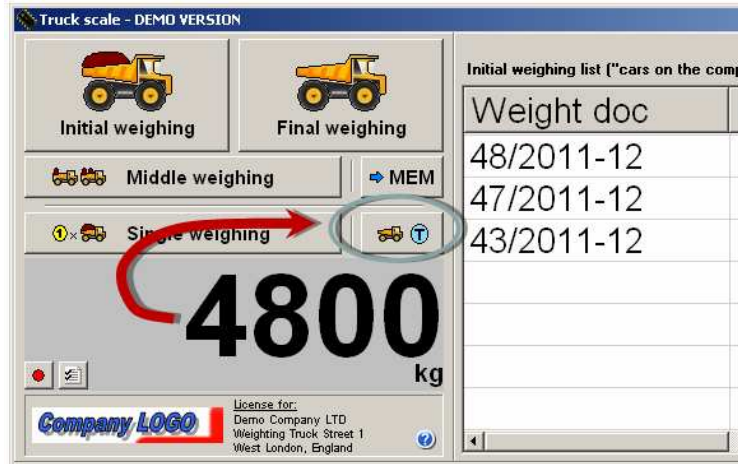 Truck scale - DEMO VERSION
Initial weighing
Final weighing
Middle weighing
MEM
1×
Single weighing
T
4800
kg
Company LOGO
License for:
Demo Company LTD
Weighting Truck Street 1
West London, England
?
Initial weighing list ("cars on the com
Weight doc
48/2011-12
47/2011-12
43/2011-12